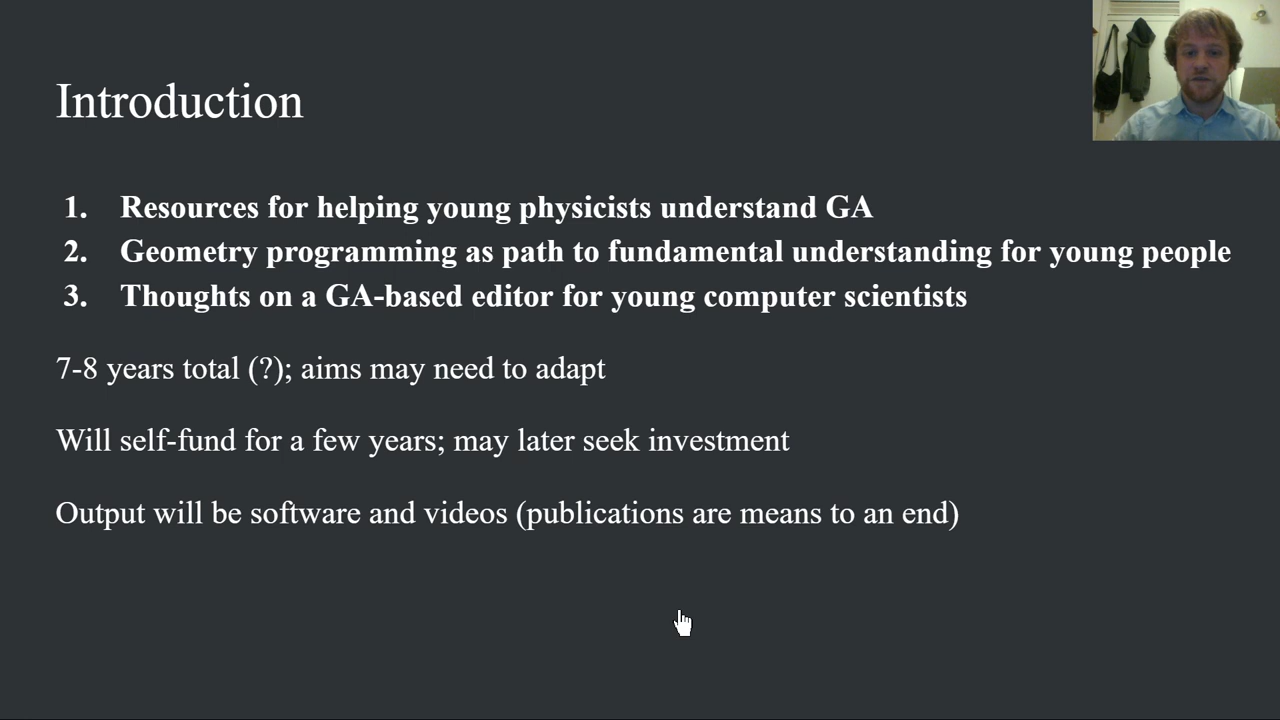 Introduction
1. Resources for helping young physicists understand GA
2. Geometry programming as path to fundamental understanding for young people
3. Thoughts on a GA-based editor for young computer scientists
7-8 years total (?); aims may need to adapt
Will self-fund for a few years; may later seek investment
Output will be software and videos (publications are means to an end)